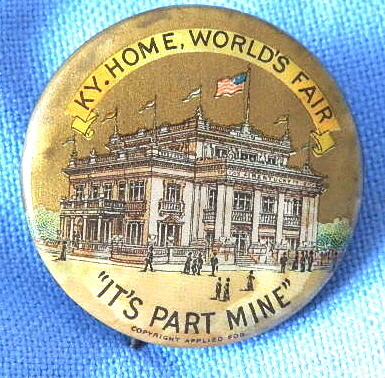 KY. HOME, WORLD'S FAIR
"IT'S PART MINE"
COPYRIGHT APPLIED FOR